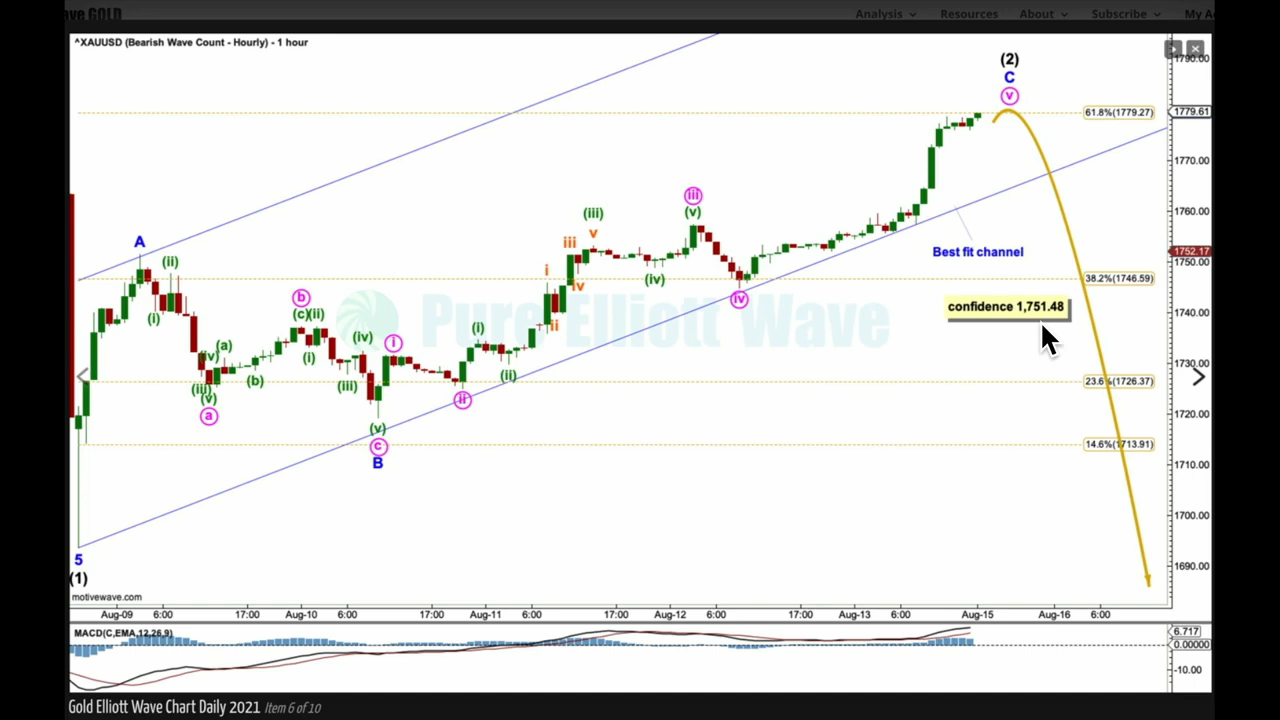 ave GOLD
Analysis
Resources
About
Subscribe
My Ac
^XAUUSD (Bearish Wave Count - Hourly) - 1 hour
1790.00
(2)
C
v
61.8%(1779.27)
1779.61
1770.00
iii
(v)
(iii)
v
1760.00
A
iii
1752.17
Best fit channel
1750.00
(ii)
i
(iv)
38.2%(1746.59)
iv
iv
b
(c)(ii)
confidence 1,751.48
(i)
1740.00
Pure Elliott Wave
(i)
ii
(iv)
i
(a)
(iv)
(i)
1730.00
(b)
(iii)
(ii)
23.6%(1726.37)
(iii)
(v)
ii
a
1720.00
(v)
c
B
14.6%(1713.91)
1710.00
1700.00
5
(1)
1690.00
motivewave.com
Aug-09 6:00 17:00 Aug-10 6:00 17:00 Aug-11 6:00 17:00 Aug-12 6:00 17:00 Aug-13 6:00 Aug-15 Aug-16 6:00
MACD(C,EMA,12,26,9)
6.717
0.00000
-10.00
Gold Elliott Wave Chart Daily 2021 Item 6 of 10